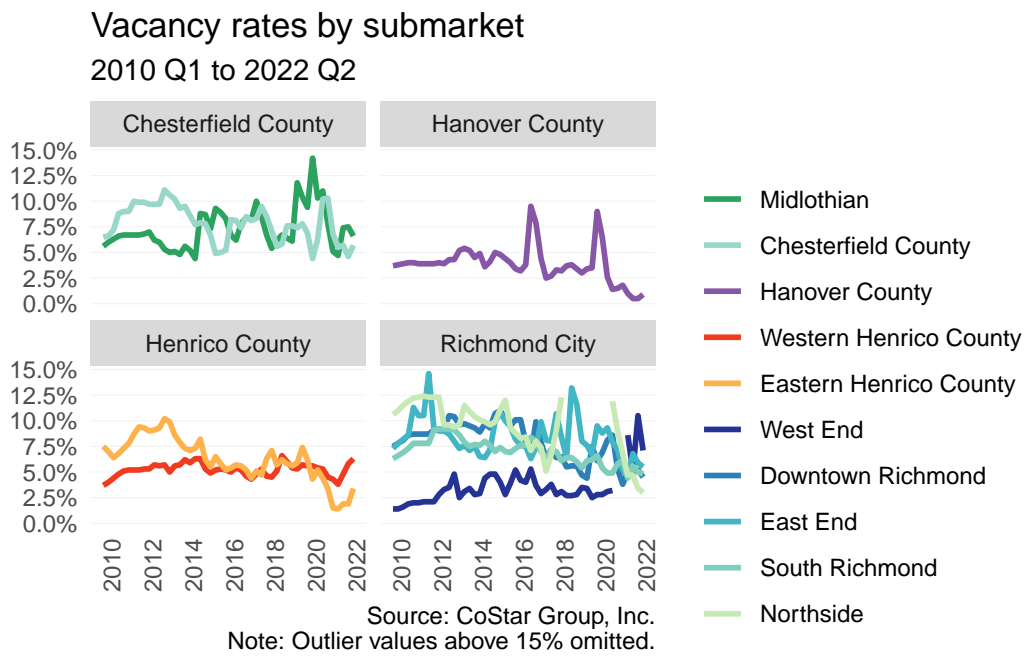 Vacancy rates by submarket
2010 Q1 to 2022 Q2
Chesterfield County
Hanover County
15.0%
12.5%
10.0%
7.5%
5.0%
2.5%
0.0%
Henrico County
Richmond City
15.0%
12.5%
10.0%
7.5%
5.0%
2.5%
0.0%
2010
2012
2014
2016
2018
2020
2022
2010
2012
2014
2016
2018
2020
2022
Midlothian
Chesterfield County
Hanover County
Western Henrico County
Eastern Henrico County
West End
Downtown Richmond
East End
South Richmond
Northside
Source: CoStar Group, Inc.
Note: Outlier values above 15% omitted.